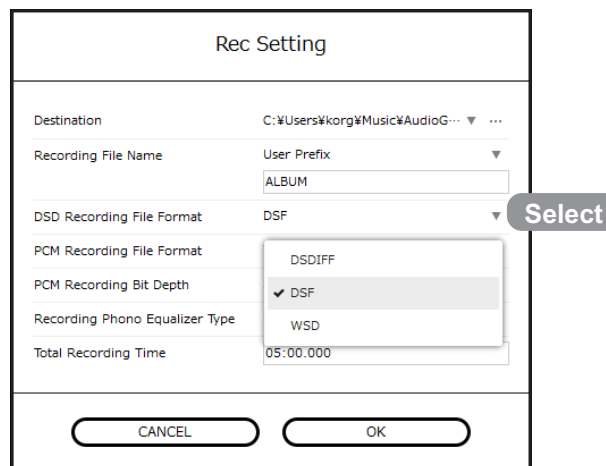 Rec Setting
Destination C:¥Users¥korg¥Music¥AudioG··· ▼ ···
Recording File Name User Prefix ▼
ALBUM
DSD Recording File Format DSF ▼ Select
PCM Recording File Format
DSDIFF
PCM Recording Bit Depth
✔ DSF
Recording Phono Equalizer Type
WSD
Total Recording Time 05:00.000
CANCEL OK